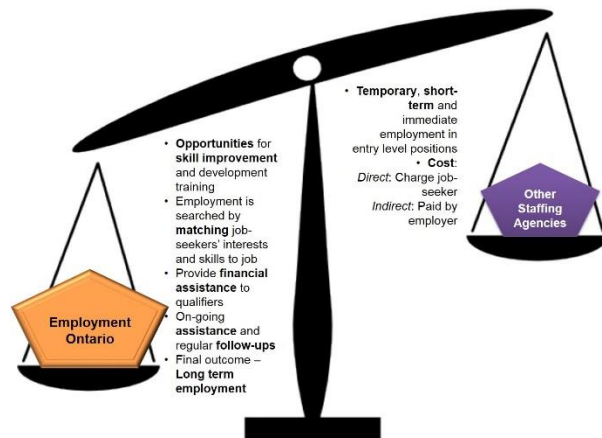 • Temporary, short-
term and
immediate
employment in
entry level positions
• Cost:
Direct: Charge job-
seeker
Indirect: Paid by
employer
Other
Staffing
Agencies
• Opportunities for
skill improvement
and development
training
• Employment is
searched by
matching job-
seekers' interests
and skills to job
• Provide financial
assistance to
qualifiers
• On-going
assistance and
regular follow-ups
• Final outcome –
Long term
employment
Employment
Ontario